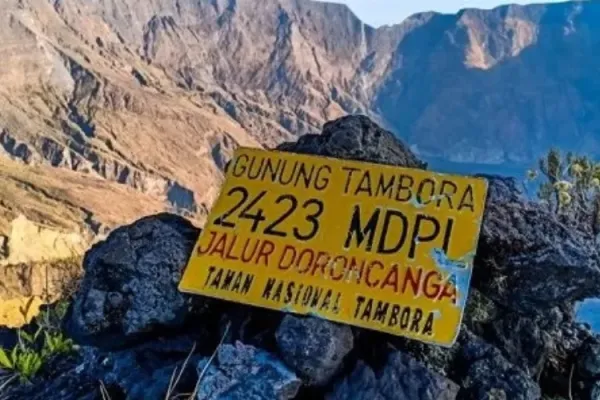 GUNUNG TAMBORA
2423 MDPL
JALUR DORONCANGA
TAMAN NASIONAL TAMBORA